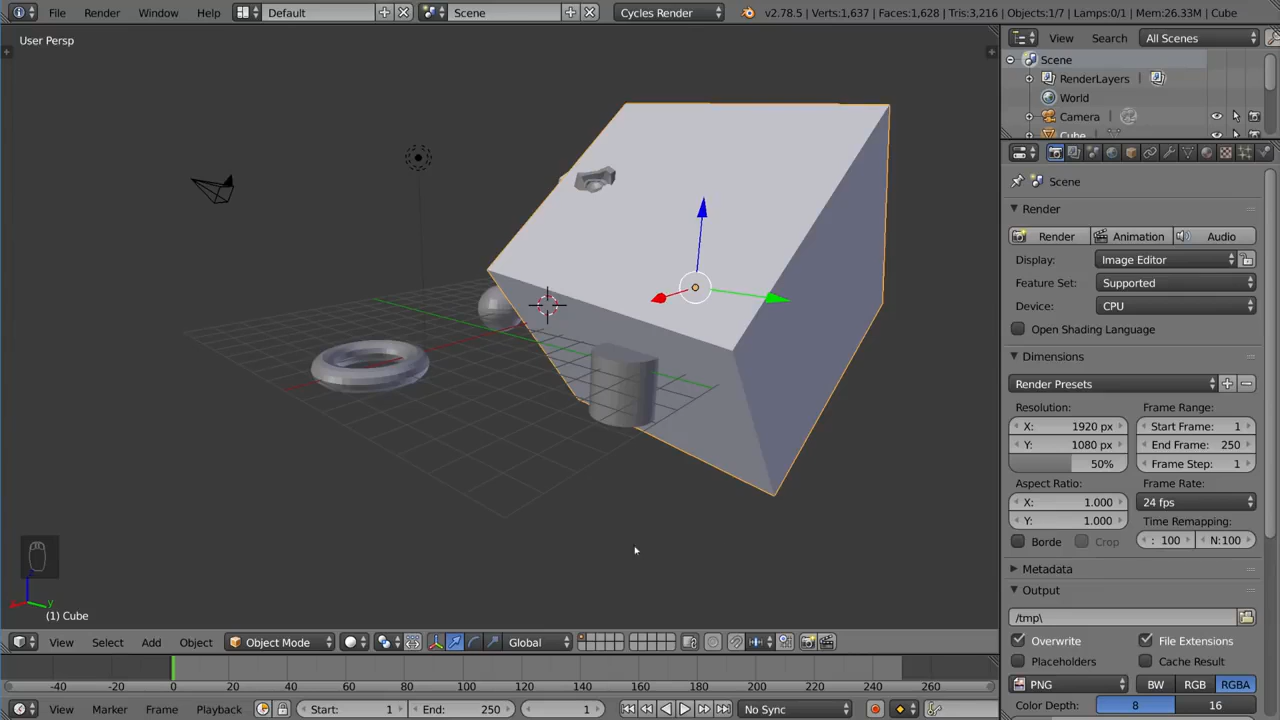 File Render Window Help Default Scene Cycles Render v2.78.5 | Verts:1,637 | Faces:1,628 | Tris:3,216 | Objects:1/7 | Lamps:0/1 | Mem:26.33M | Cube
User Persp
View Search All Scenes
Scene
RenderLayers
World
Camera
Cube
Scene
Render
Render Animation Audio
Display: Image Editor
Feature Set: Supported
Device: CPU
Open Shading Language
Dimensions
Render Presets
Resolution: Frame Range:
X: 1920 px Start Frame: 1
Y: 1080 px End Frame: 250
50% Frame Step: 1
Aspect Ratio: Frame Rate:
X: 1.000 24 fps
Y: 1.000 Time Remapping:
Borde Crop : 100 N:100
Metadata
Output
/tmp\
Overwrite File Extensions
Placeholders Cache Result
PNG BW RGB RGBA
Color Depth: 8 16
y
(1) Cube
View Select Add Object Object Mode Global
-40 -20 0 20 40 60 80 100 120 140 160 180 200 220 240 260
View Marker Frame Playback Start: 1 End: 250 1 No Sync